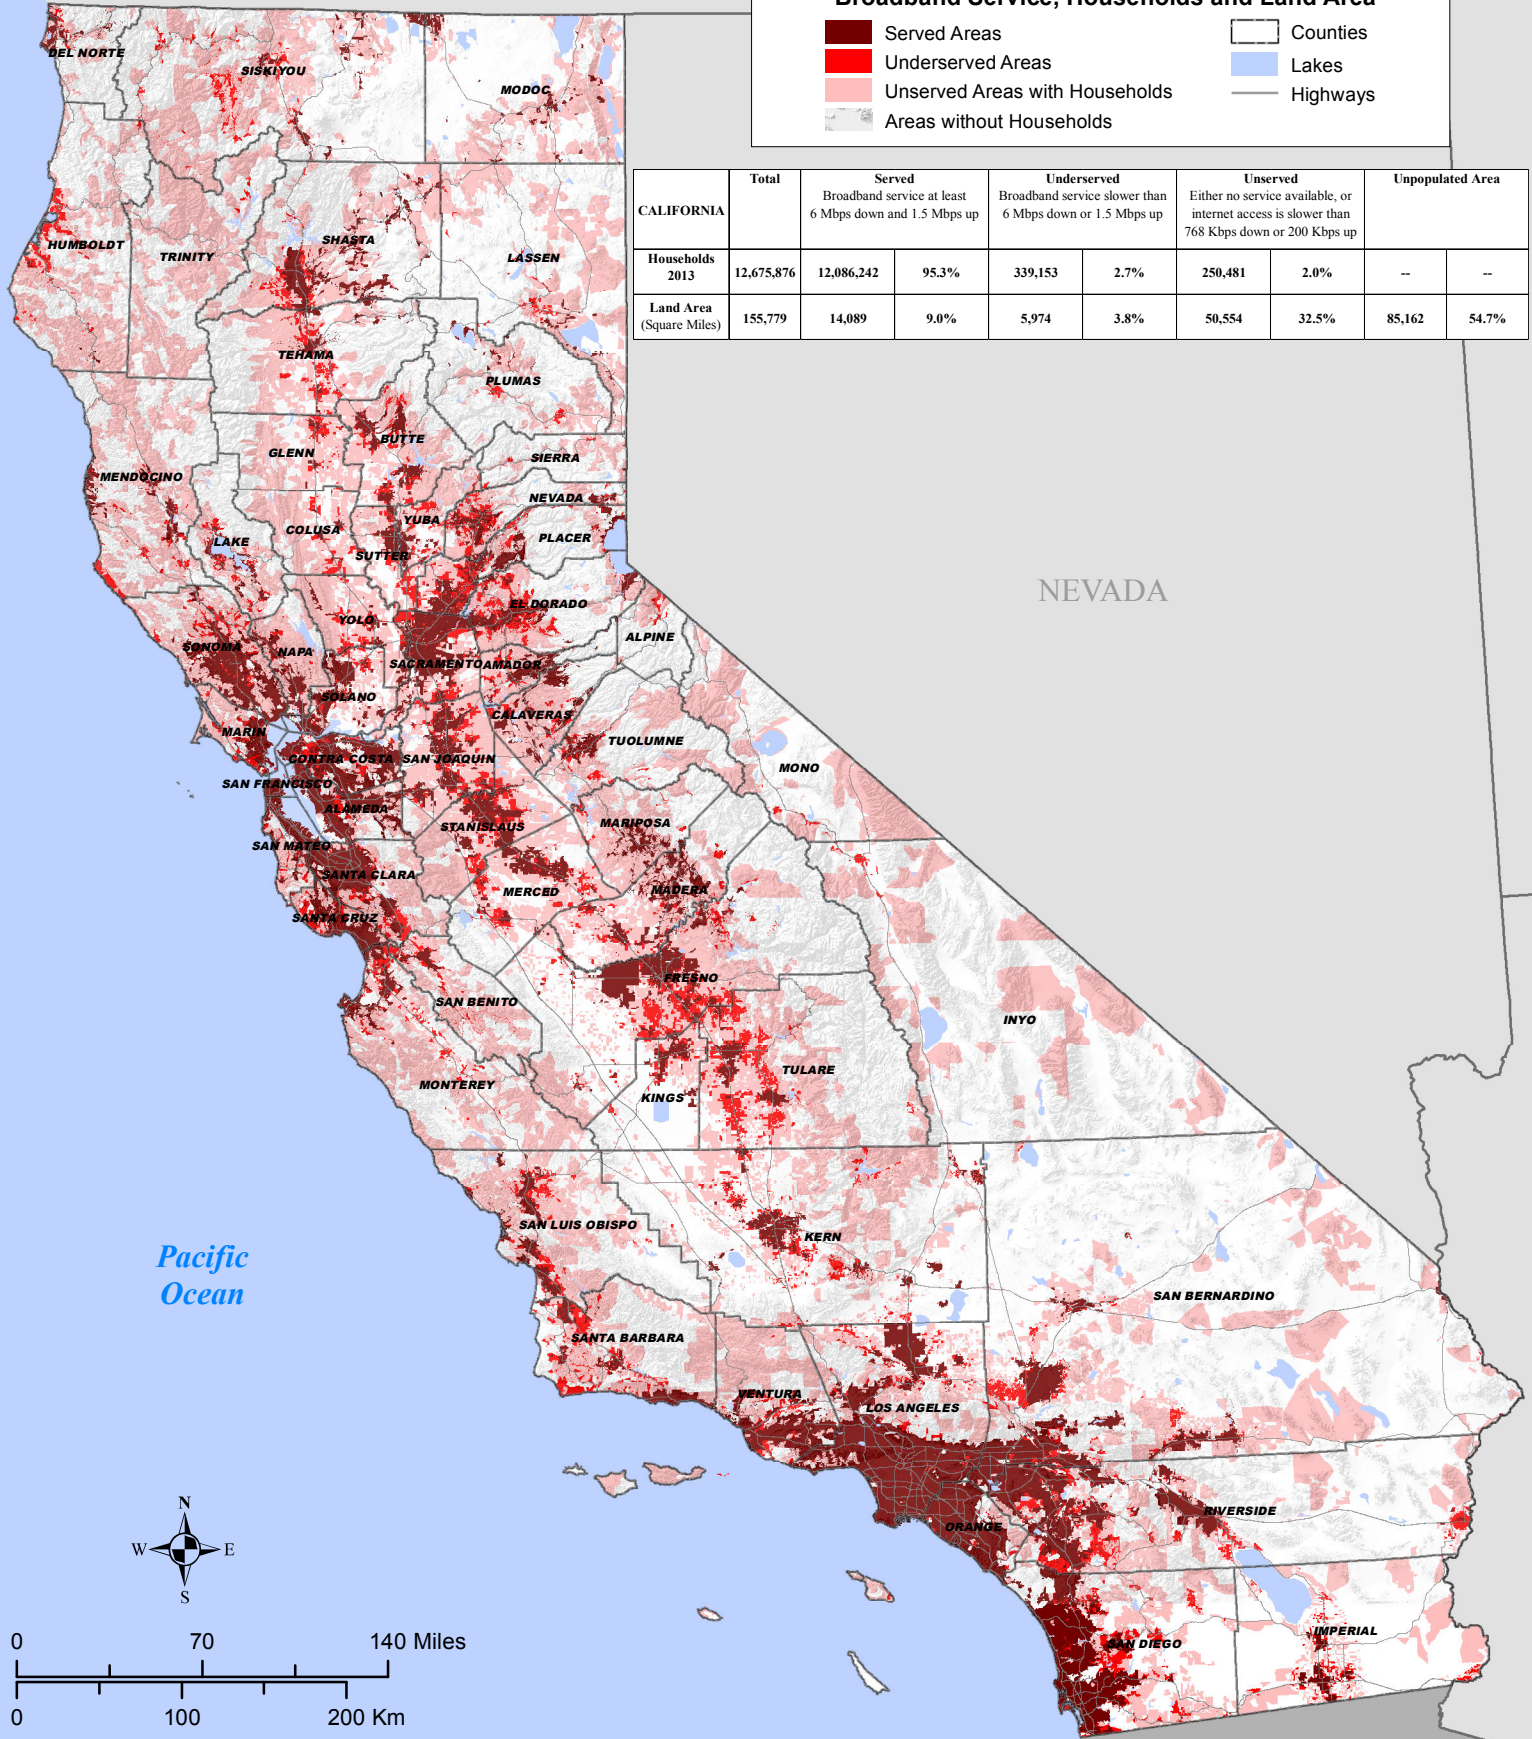 Broadband Service, Households and Land Area
Served Areas
Underserved Areas
Unserved Areas with Households
Areas without Households
Counties
Lakes
Highways
CALIFORNIA
Total
Served
Broadband service at least
6 Mbps down and 1.5 Mbps up
Underserved
Broadband service slower than
6 Mbps down or 1.5 Mbps up
Unserved
Either no service available, or
internet access is slower than
768 Kbps down or 200 Kbps up
Unpopulated Area
Households
2013
12,675,876 12,086,242 95.3% 339,153 2.7% 250,481 2.0% -- --
Land Area
(Square Miles)
155,779 14,089 9.0% 5,974 3.8% 50,554 32.5% 85,162 54.7%
DEL NORTE
SISKIYOU
MODOC
HUMBOLDT
TRINITY
SHASTA
LASSEN
TEHAMA
PLUMAS
BUTTE
GLENN
SIERRA
MENDOCINO
NEVADA
YUBA
COLUSA
PLACER
LAKE
SUTTER
NEVADA
EL DORADO
YOLO
ALPINE
SONOMA
NAPA
SACRAMENTO
AMADOR
SOLANO
CALAVERAS
MARIN
TUOLUMNE
CONTRA COSTA
SAN JOAQUIN
MONO
SAN FRANCISCO
ALAMEDA
STANISLAUS
MARIPOSA
SAN MATEO
SANTA CLARA
MERCED
MADERA
SANTA CRUZ
FRESNO
SAN BENITO
INYO
TULARE
MONTEREY
KINGS
SAN LUIS OBISPO
KERN
Pacific
Ocean
SAN BERNARDINO
SANTA BARBARA
VENTURA
LOS ANGELES
RIVERSIDE
ORANGE
N
W E
S
IMPERIAL
SAN DIEGO
0 70 140 Miles
0 100 200 Km